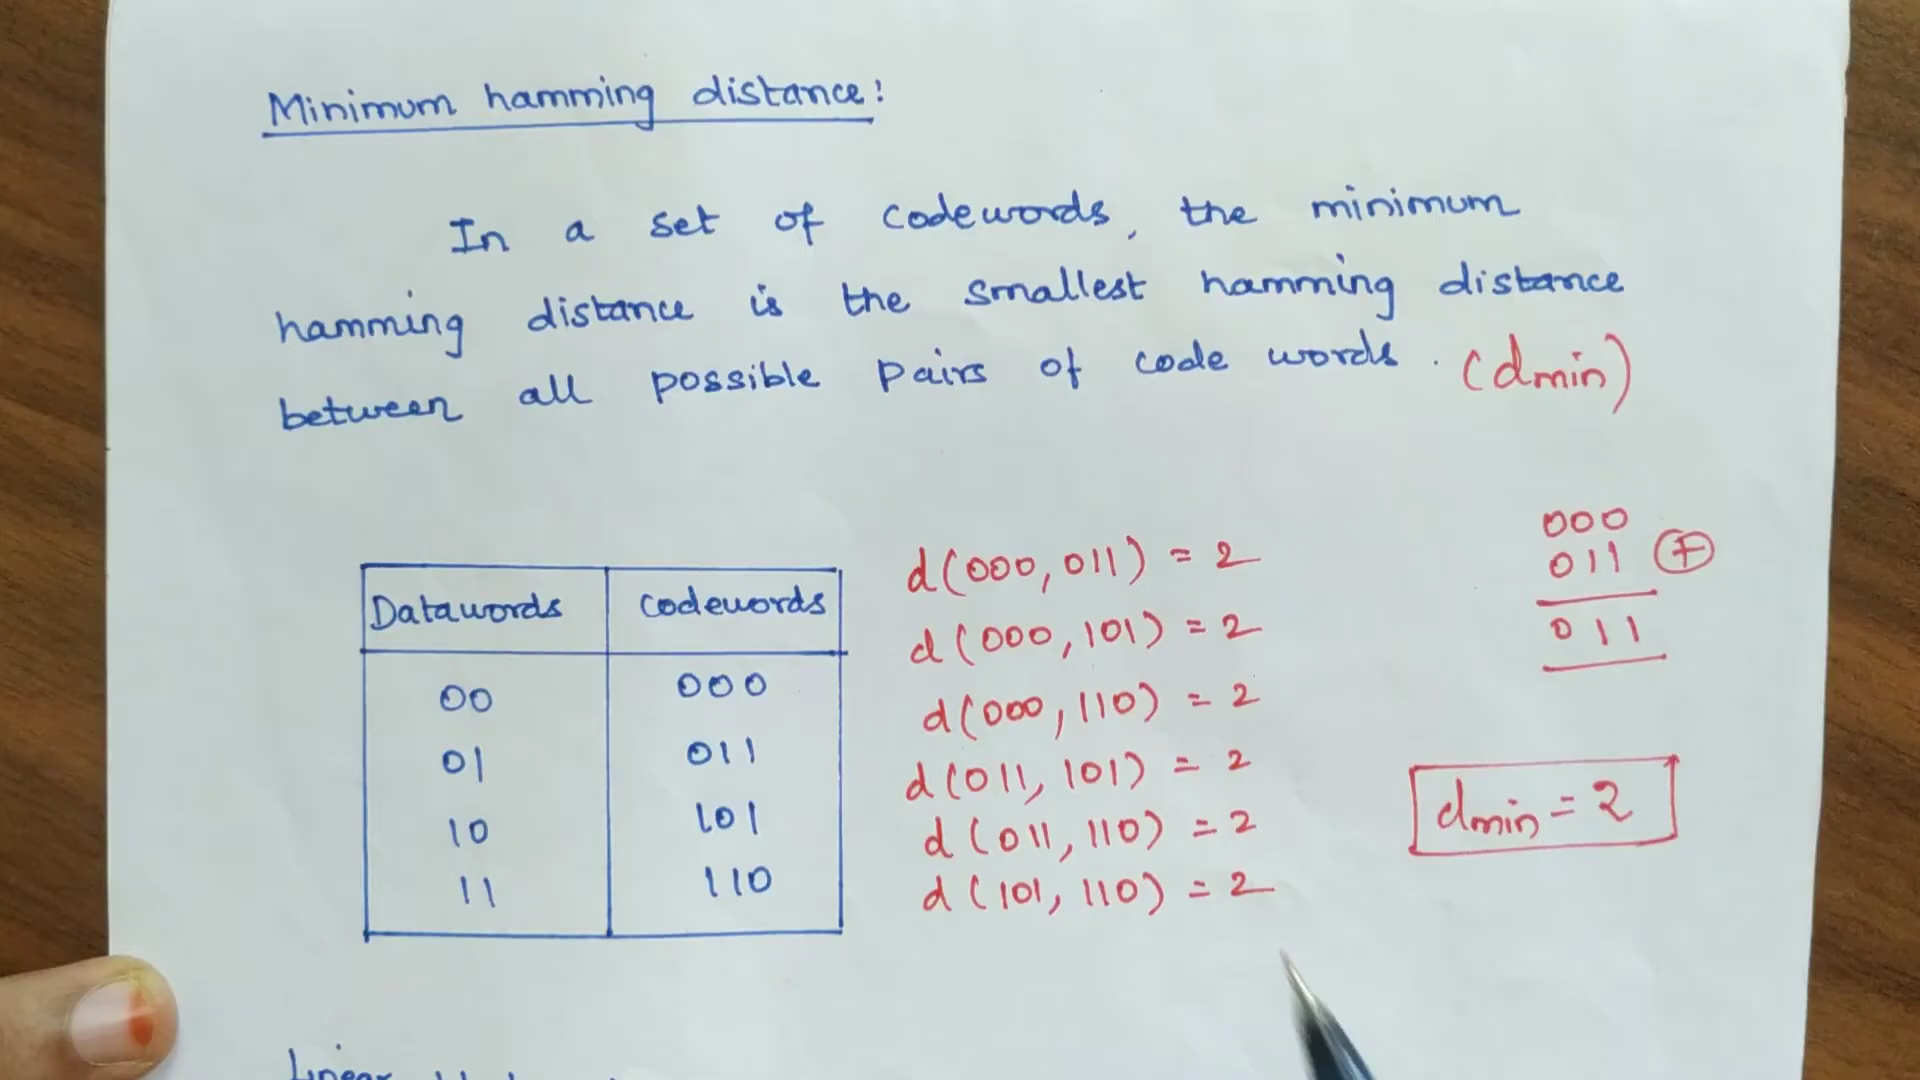 Minimum hamming distance:
In a set of codewords, the minimum
hamming distance is the smallest hamming distance
between all possible pairs of code words. (dmin)
Datawords codewords
00 000
01 011
10 101
11 110
d(000,011) = 2
d(000,101) = 2
d(000,110) = 2
d(011,101) = 2
d(011,110) = 2
d(101,110) = 2
000
011 ⊕
011
dmin = 2
Linear